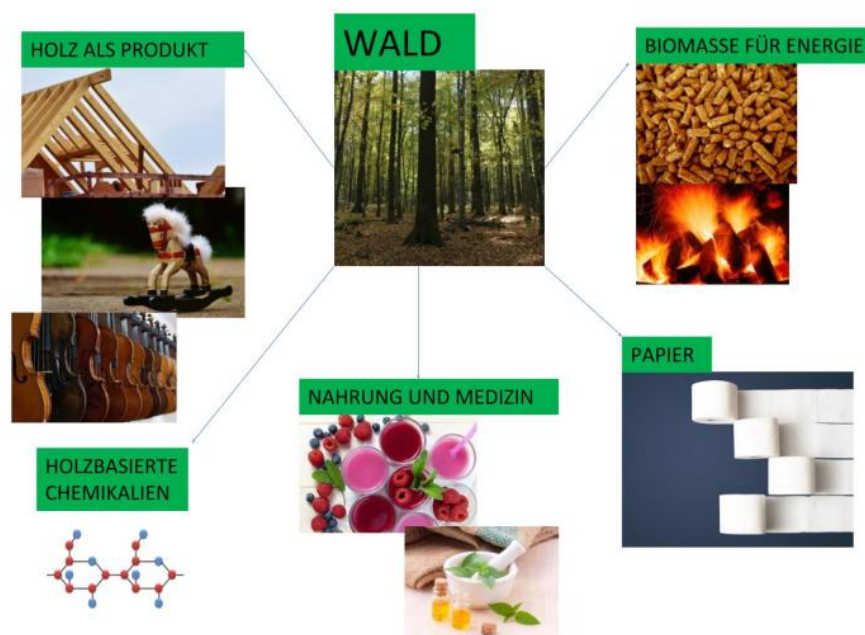 WALD
HOLZ ALS PRODUKT
BIOMASSE FÜR ENERGIE
PAPIER
NAHRUNG UND MEDIZIN
HOLZBASIERTE
CHEMIKALIEN